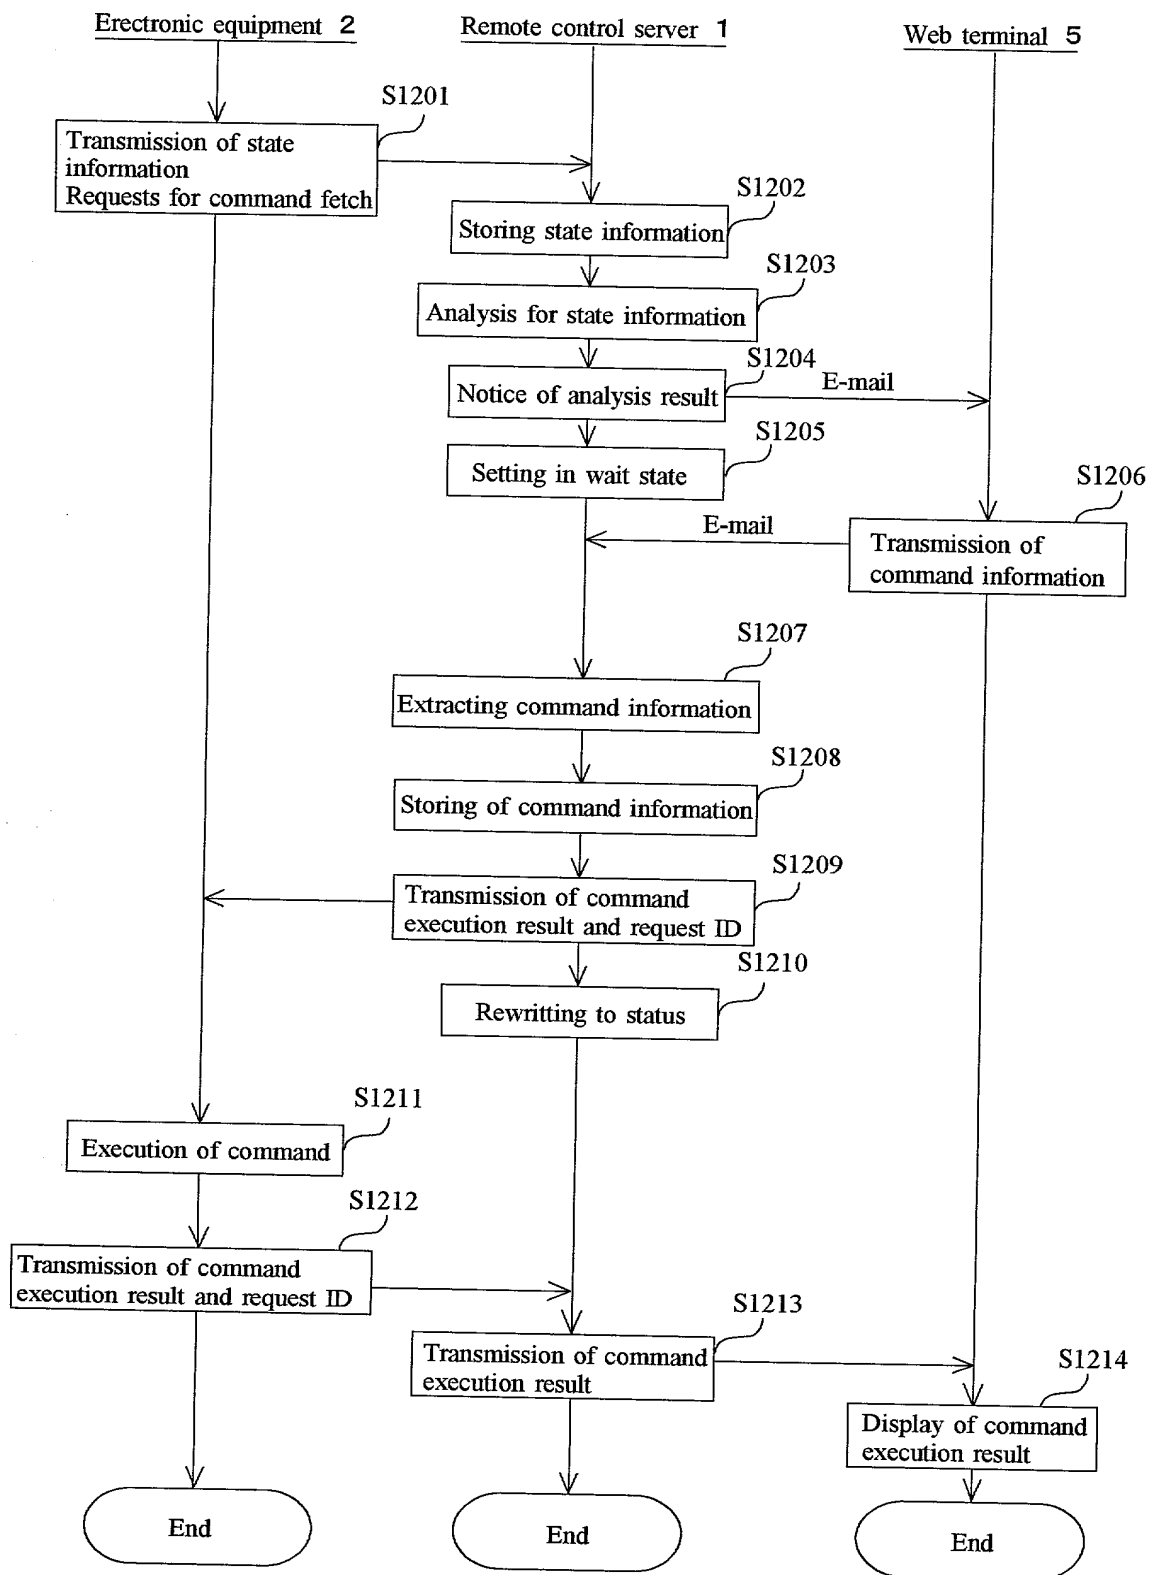 Erectronic equipment 2
Remote control server 1
Web terminal 5
S1201
Transmission of state
information
Requests for command fetch
S1202
Storing state information
S1203
Analysis for state information
S1204
Notice of analysis result
E-mail
S1205
Setting in wait state
S1206
E-mail
Transmission of
command information
S1207
Extracting command information
S1208
Storing of command information
S1209
Transmission of command
execution result and request ID
S1210
Rewritting to status
S1211
Execution of command
S1212
Transmission of command
execution result and request ID
S1213
Transmission of command
execution result
S1214
Display of command
execution result
End
End
End